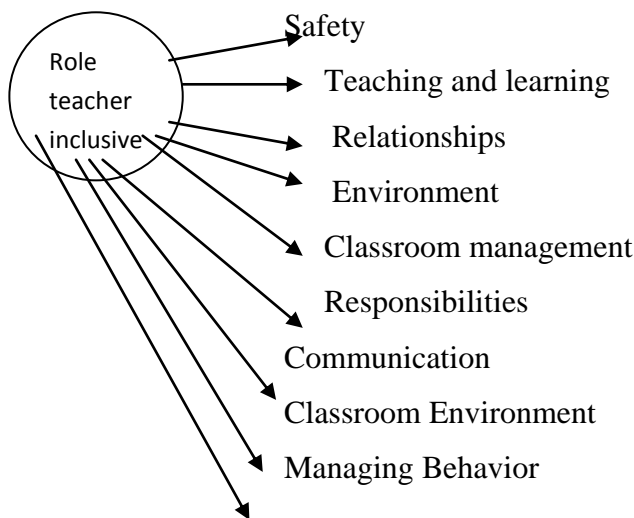 Safety
Role
teacher
inclusive
Teaching and learning
Relationships
Environment
Classroom management
Responsibilities
Communication
Classroom Environment
Managing Behavior